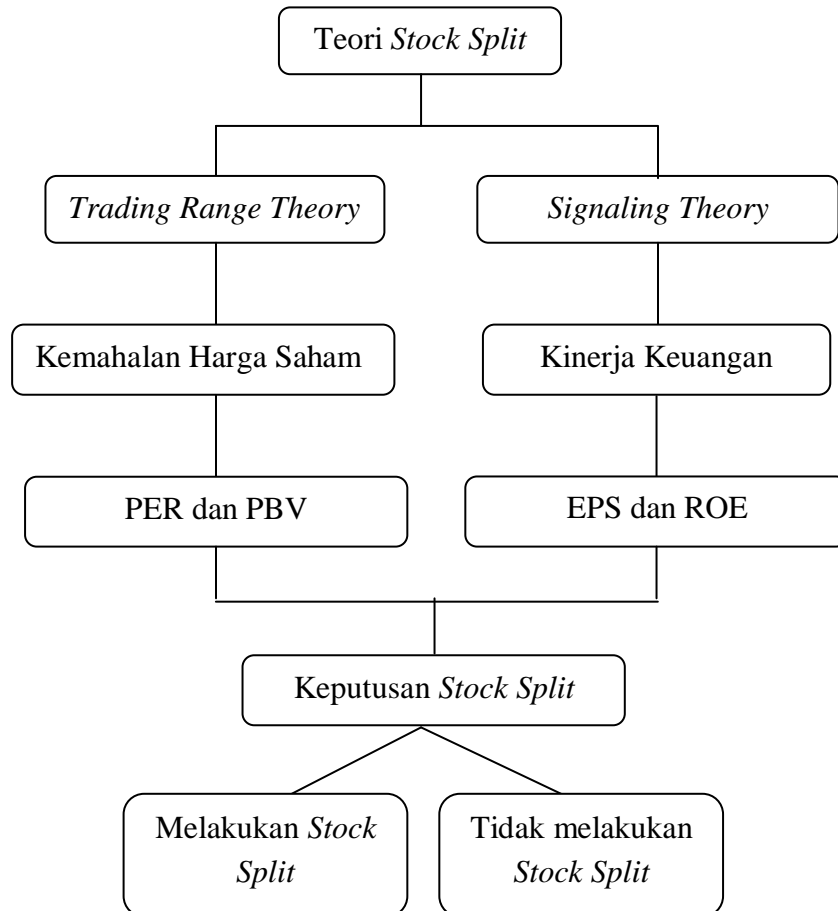 Teori Stock Split
Trading Range Theory
Signaling Theory
Kemahalan Harga Saham
Kinerja Keuangan
PER dan PBV
EPS dan ROE
Keputusan Stock Split
Melakukan Stock
Split
Tidak melakukan
Stock Split